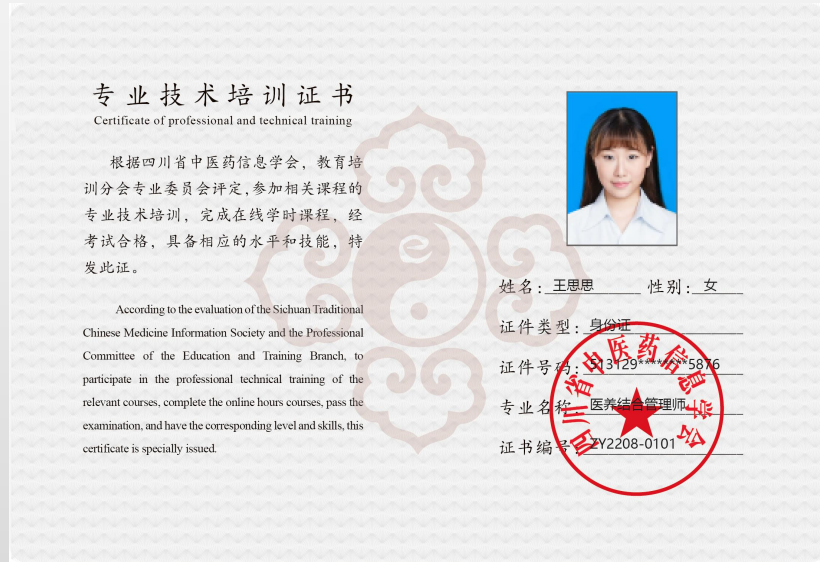 专业技术培训证书
Certificate of professional and technical training
根据四川省中医药信息学会，教育培
训分会专业委员会评定，参加相关课程的
专业技术培训，完成在线学时课程，经
考试合格，具备相应的水平和技能，特
发此证。
According to the evaluation of the Sichuan Traditional
Chinese Medicine Information Society and the Professional
Committee of the Education and Training Branch, to
participate in the professional technical training of the
relevant courses, complete the online hours courses, pass the
examination, and have the corresponding level and skills, this
certificate is specially issued.
姓名：王思思 性别：女
证件类型：身份证
证件号码：513129********5876
专业名称：医养结合管理师
证书编号：ZY2208-0101
四川省中医药信息学会